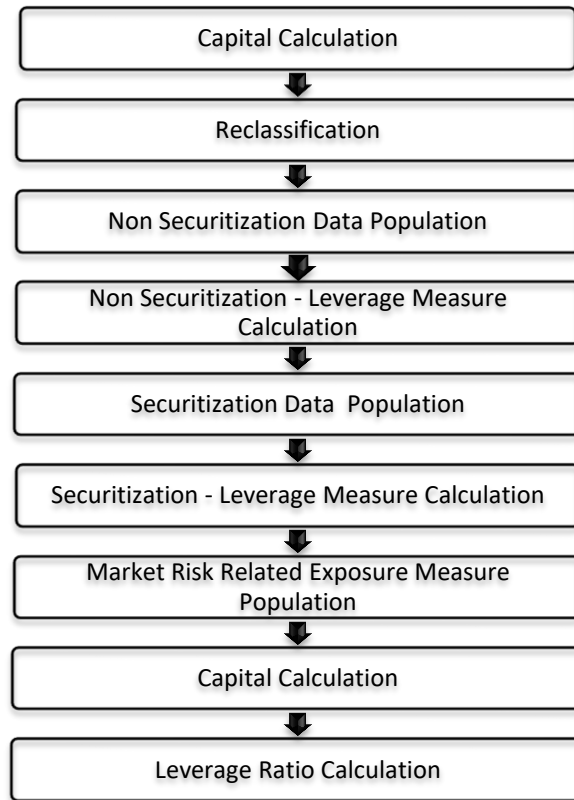 Capital Calculation
Reclassification
Non Securitization Data Population
Non Securitization - Leverage Measure
Calculation
Securitization Data  Population
Securitization - Leverage Measure Calculation
Market Risk Related Exposure Measure
Population
Capital Calculation
Leverage Ratio Calculation